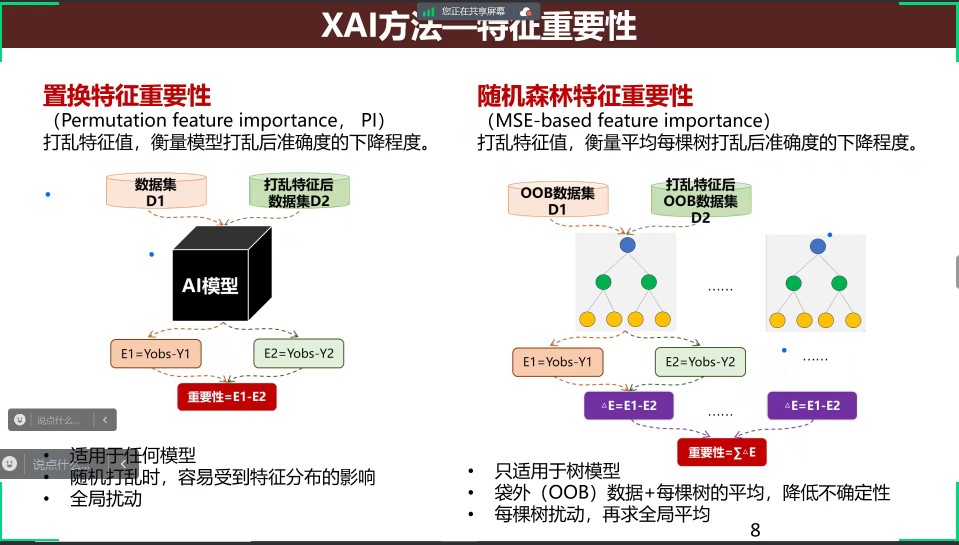 您正在共享屏幕
XAI方法—特征重要性
置换特征重要性
（Permutation feature importance， PI）
打乱特征值，衡量模型打乱后准确度的下降程度。
数据集
D1
打乱特征后
数据集D2
AI模型
E1=Yobs-Y1
E2=Yobs-Y2
重要性=E1-E2
说点什么...
说点什么...
• 适用于任何模型
• 随机打乱时，容易受到特征分布的影响
• 全局扰动
随机森林特征重要性
（MSE-based feature importance）
打乱特征值，衡量平均每棵树打乱后准确度的下降程度。
OOB数据集
D1
打乱特征后
OOB数据集
D2
......
E1=Yobs-Y1
E2=Yobs-Y2
......
△E=E1-E2
......
△E=E1-E2
重要性=∑△E
• 只适用于树模型
• 袋外（OOB）数据+每棵树的平均，降低不确定性
• 每棵树扰动，再求全局平均
8